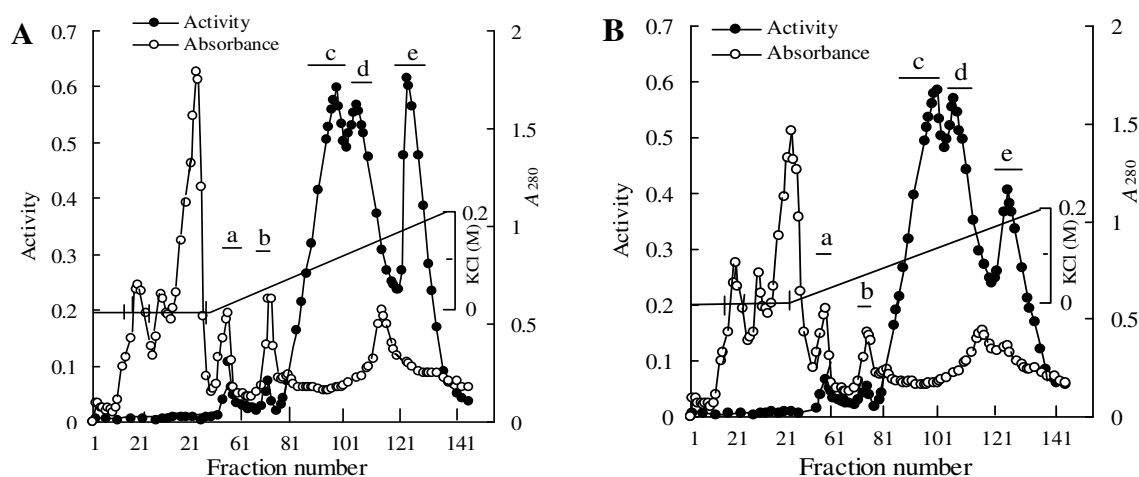 A
Activity
Absorbance
0.7
0.6
0.5
0.4
0.3
0.2
0.1
0
Activity
2
1.5
1
0.5
0
A 280
a
b
c
d
e
0.2
0
KCl (M)
1 21 21 61 81 101 121 141
Fraction number
B
Activity
Absorbance
0.7
0.6
0.5
0.4
0.3
0.2
0.1
0
Activity
2
1.5
1
0.5
0
A 280
a
b
c
d
e
0.2
0
KCl (M)
1 21 21 61 81 101 121 141
Fraction number